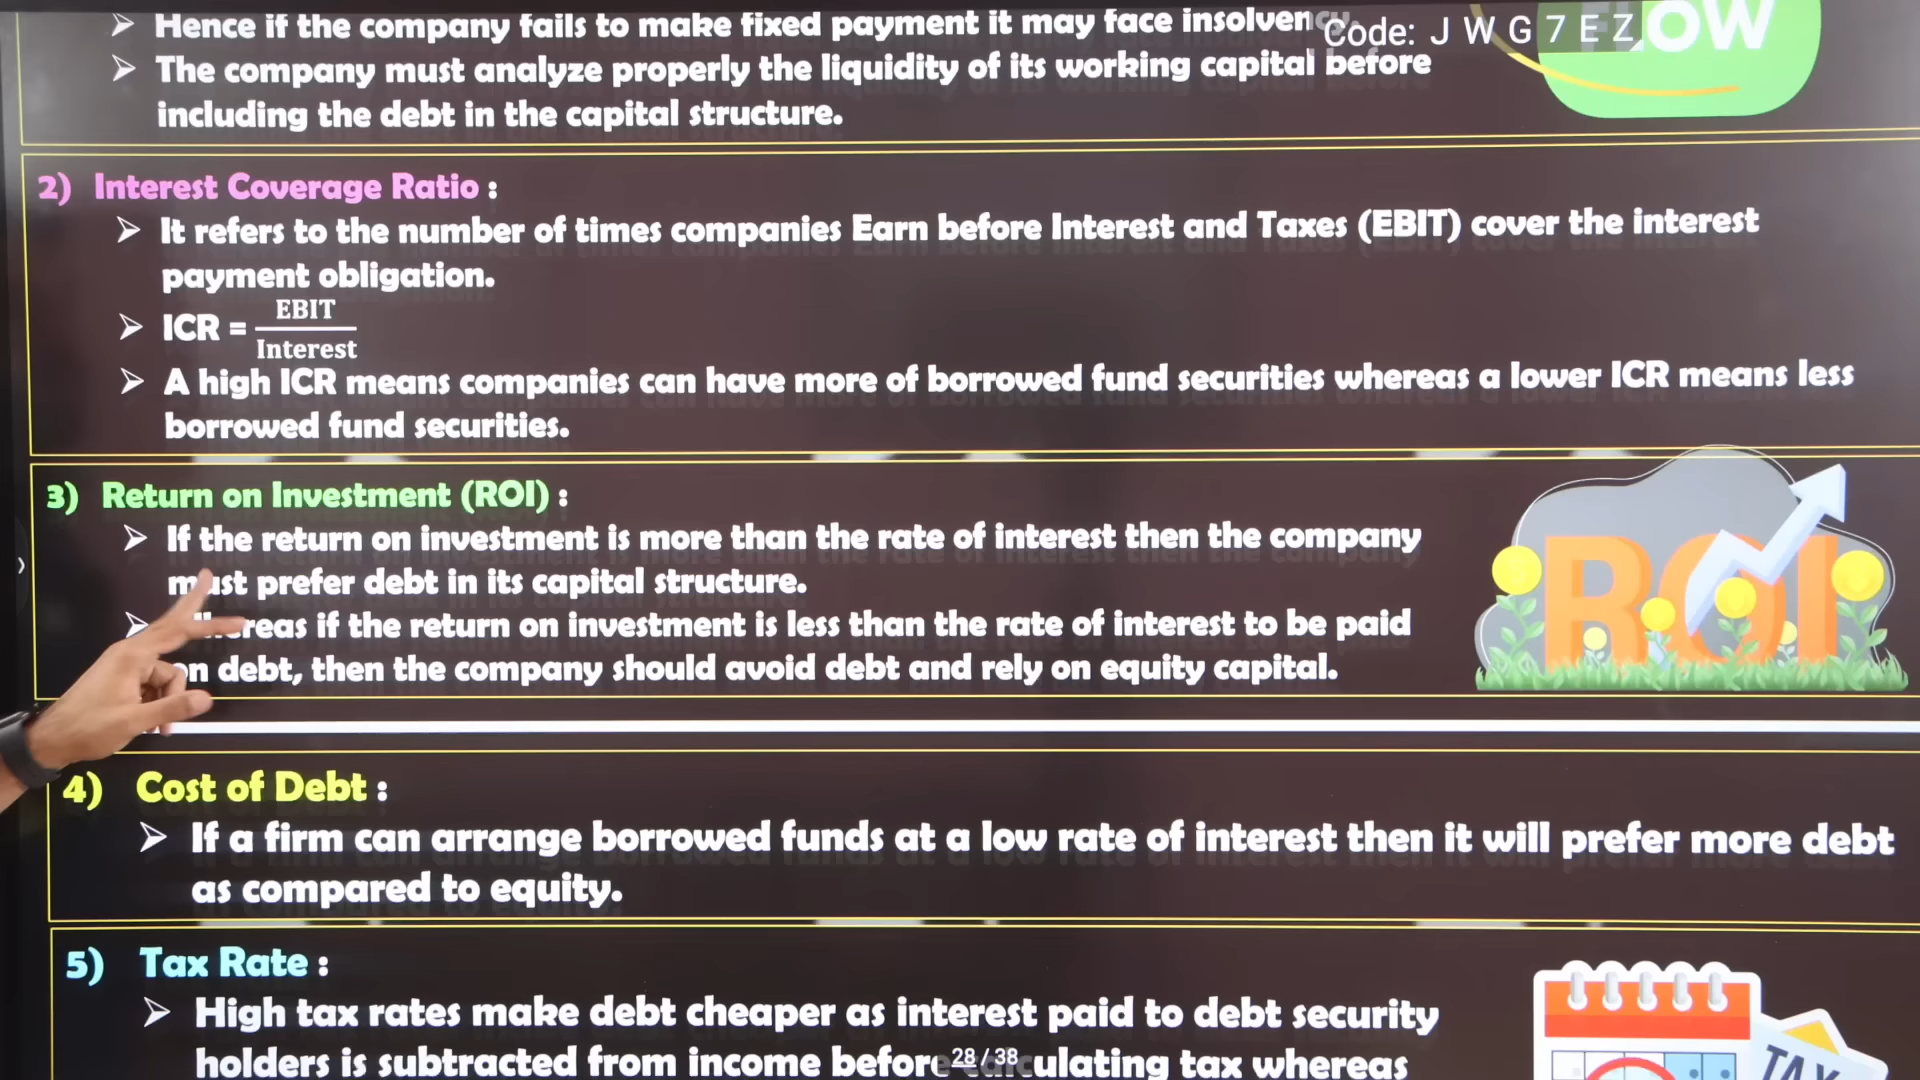 ➤ Hence if the company fails to make fixed payment it may face insolvency.
Code: J W G 7 E Z
FLOW
➤ The company must analyze properly the liquidity of its working capital before
including the debt in the capital structure.
2) Interest Coverage Ratio :
➤ It refers to the number of times companies Earn before Interest and Taxes (EBIT) cover the interest
payment obligation.
➤ ICR = EBIT / Interest
➤ A high ICR means companies can have more of borrowed fund securities whereas a lower ICR means less
borrowed fund securities.
3) Return on Investment (ROI) :
➤ If the return on investment is more than the rate of interest then the company
must prefer debt in its capital structure.
➤ Whereas if the return on investment is less than the rate of interest to be paid
on debt, then the company should avoid debt and rely on equity capital.
ROI
4) Cost of Debt :
➤ If a firm can arrange borrowed funds at a low rate of interest then it will prefer more debt
as compared to equity.
5) Tax Rate :
➤ High tax rates make debt cheaper as interest paid to debt security
holders is subtracted from income before calculating tax whereas
28 / 38
TAX